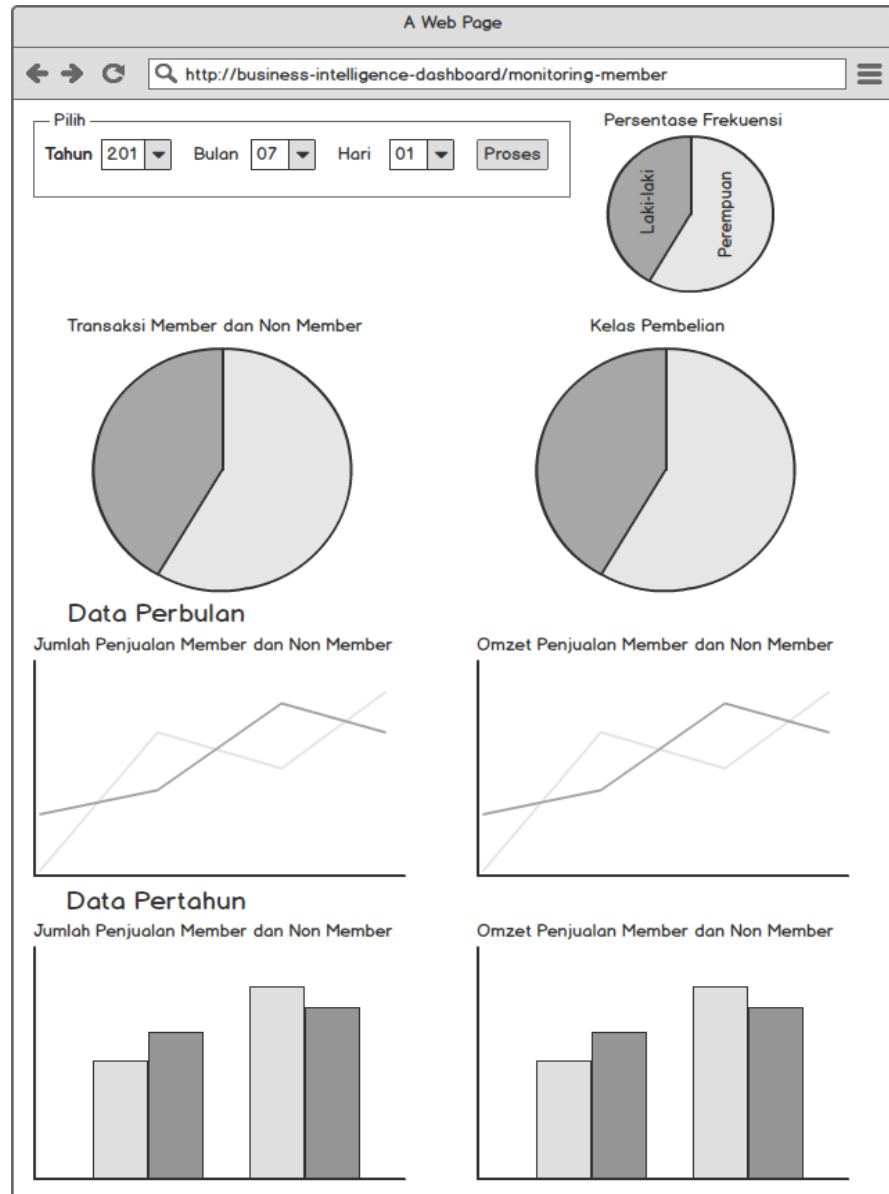 A Web Page
http://business-intelligence-dashboard/monitoring-member
Pilih
Tahun 201 Bulan 07 Hari 01 Proses
Persentase Frekuensi
Laki-laki
Perempuan
Transaksi Member dan Non Member
Kelas Pembelian
Data Perbulan
Jumlah Penjualan Member dan Non Member
Omzet Penjualan Member dan Non Member
Data Pertahun
Jumlah Penjualan Member dan Non Member
Omzet Penjualan Member dan Non Member